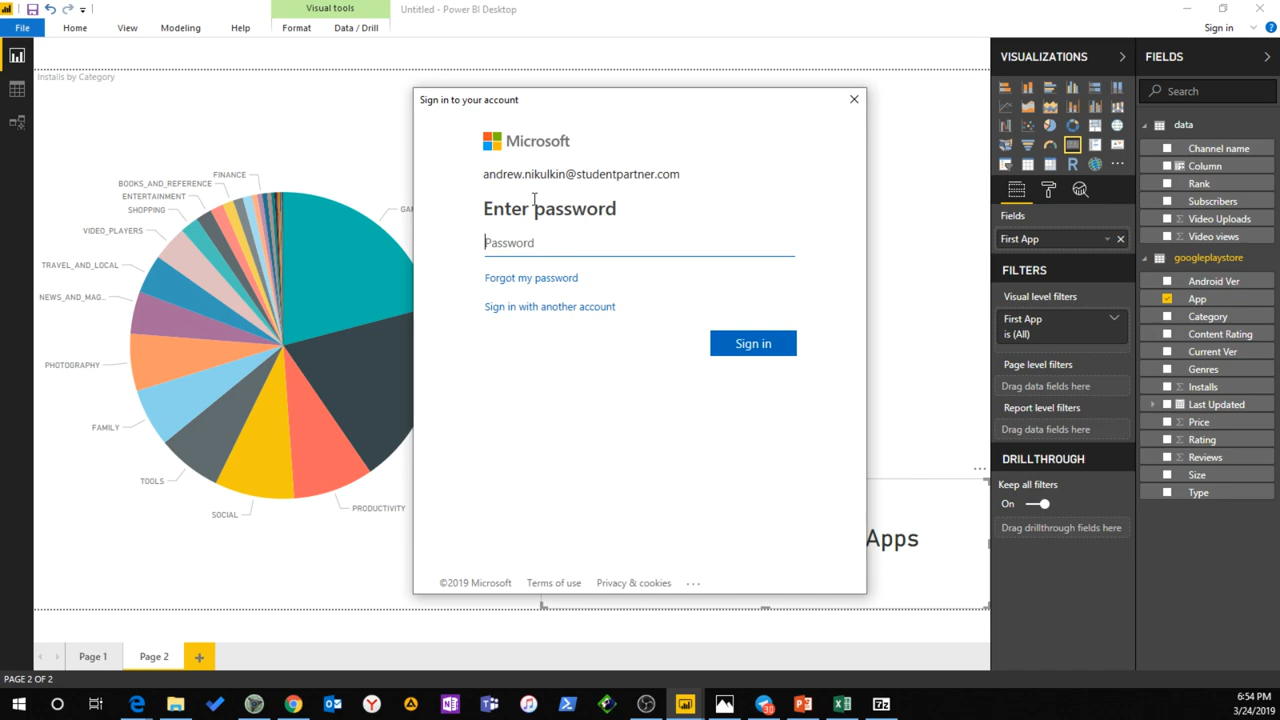 Visual tools
Untitled - Power BI Desktop
File
Home
View
Modeling
Help
Format
Data / Drill
Sign in
Installs by Category
FINANCE
BOOKS_AND_REFERENCE
ENTERTAINMENT
SHOPPING
VIDEO_PLAYERS
TRAVEL_AND_LOCAL
NEWS_AND_MAG...
PHOTOGRAPHY
FAMILY
TOOLS
SOCIAL
PRODUCTIVITY
Sign in to your account
Microsoft
andrew.nikulkin@studentpartner.com
Enter password
Password
Forgot my password
Sign in with another account
Sign in
©2019 Microsoft
Terms of use
Privacy & cookies
...
Apps
VISUALIZATIONS
Fields
First App
FILTERS
Visual level filters
First App
is (All)
Page level filters
Drag data fields here
Report level filters
Drag data fields here
DRILLTHROUGH
Keep all filters
On
Drag drillthrough fields here
FIELDS
Search
data
Channel name
Column
Rank
Subscribers
Video Uploads
Video views
googleplaystore
Android Ver
App
Category
Content Rating
Current Ver
Genres
Installs
Last Updated
Price
Rating
Reviews
Size
Type
Page 1
Page 2
PAGE 2 OF 2
6:54 PM
3/24/2019